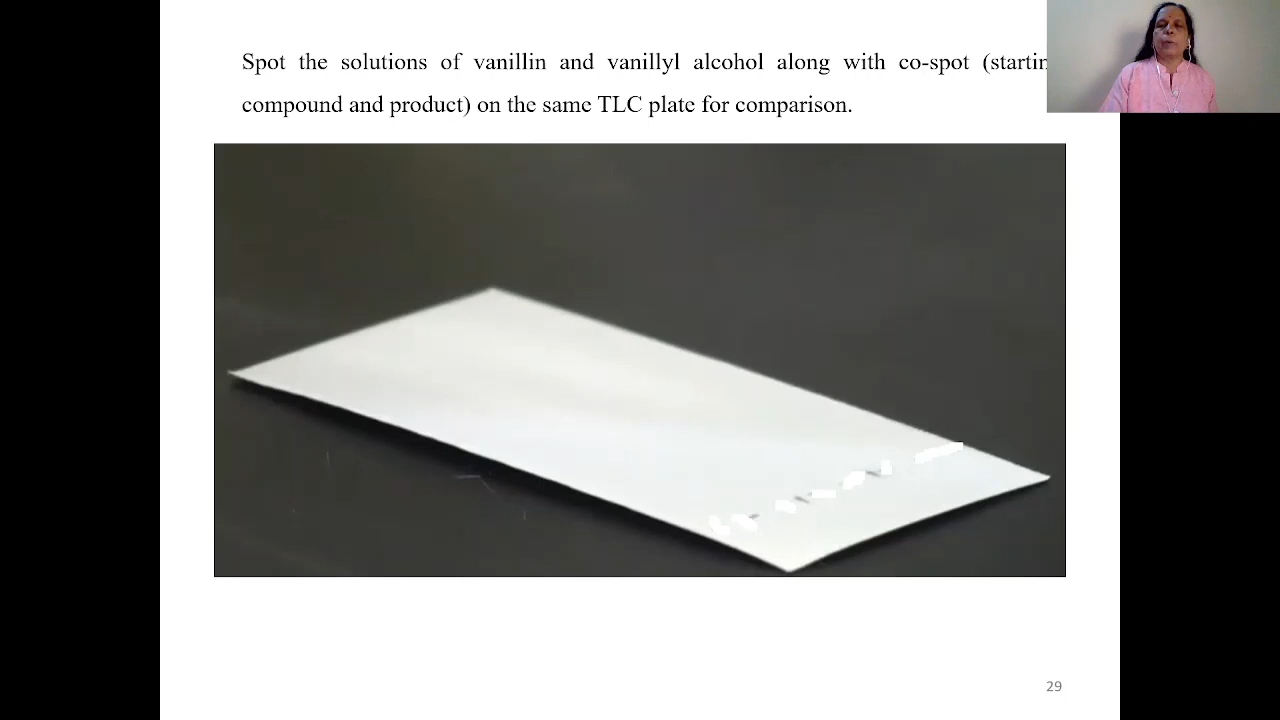 Spot the solutions of vanillin and vanillyl alcohol along with co-spot
compound and product) on the same TLC plate for comparison.
29